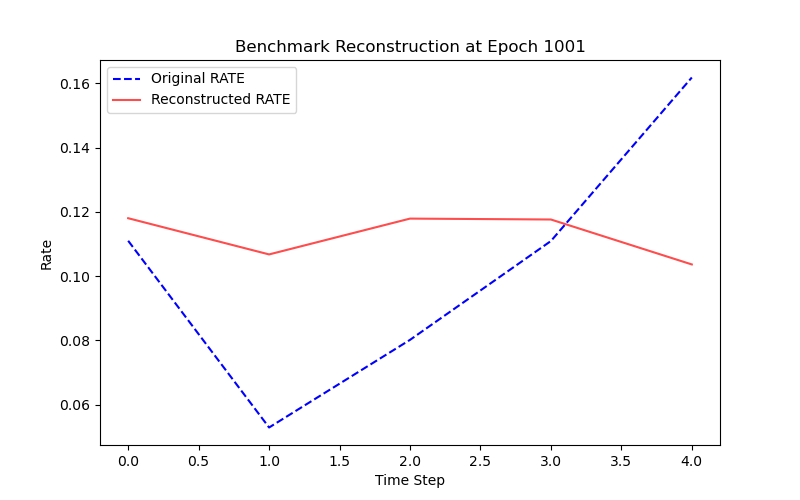 Benchmark Reconstruction at Epoch 1001
Original RATE
Reconstructed RATE
0.16
0.14
0.12
0.10
0.08
0.06
Rate
0.0 0.5 1.0 1.5 2.0 2.5 3.0 3.5 4.0
Time Step